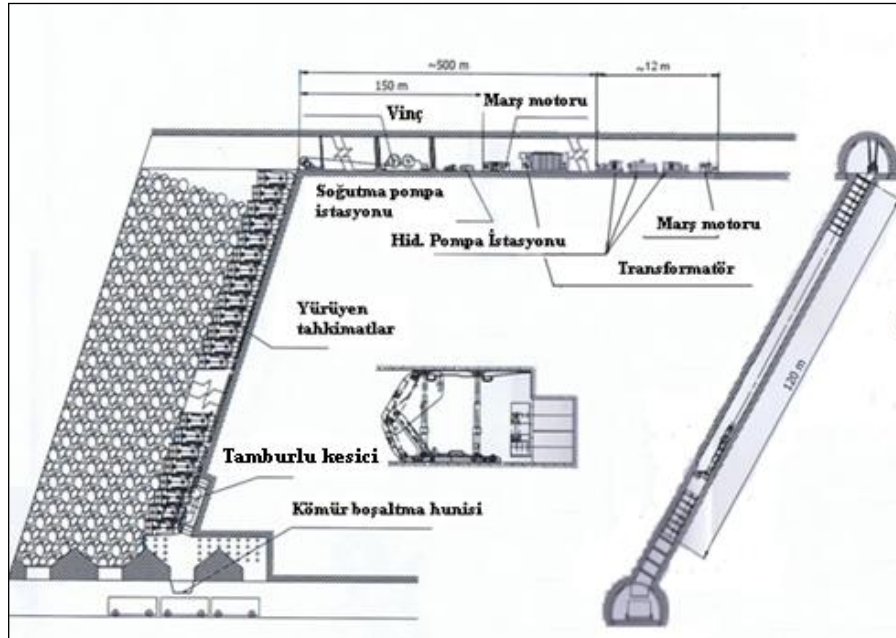 ~500 m
~12 m
150 m
Marş motoru
Vinç
Soğutma pompa
istasyonu
Marş motoru
Hid. Pompa İstasyonu
Transformatör
Yürüyen
tahkimatlar
120 m
Tamburlu kesici
Kömür boşaltma hunisi